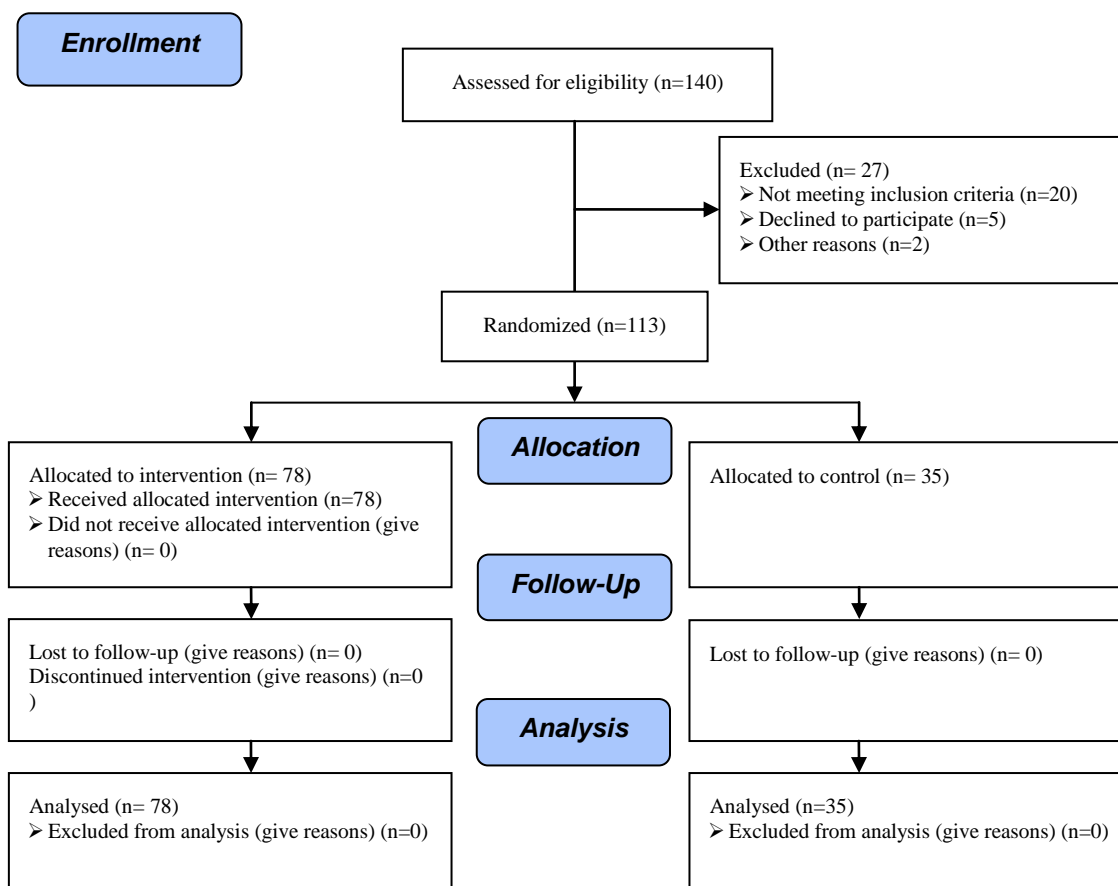 Enrollment
Assessed for eligibility (n=140)
Excluded (n= 27)
➢ Not meeting inclusion criteria (n=20)
➢ Declined to participate (n=5)
➢ Other reasons (n=2)
Randomized (n=113)
Allocation
Allocated to intervention (n= 78)
➢ Received allocated intervention (n=78)
➢ Did not receive allocated intervention (give
reasons) (n= 0)
Allocated to control (n= 35)
Follow-Up
Lost to follow-up (give reasons) (n= 0)
Discontinued intervention (give reasons) (n=0
)
Lost to follow-up (give reasons) (n= 0)
Analysis
Analysed (n= 78)
➢ Excluded from analysis (give reasons) (n=0)
Analysed (n=35)
➢ Excluded from analysis (give reasons) (n=0)